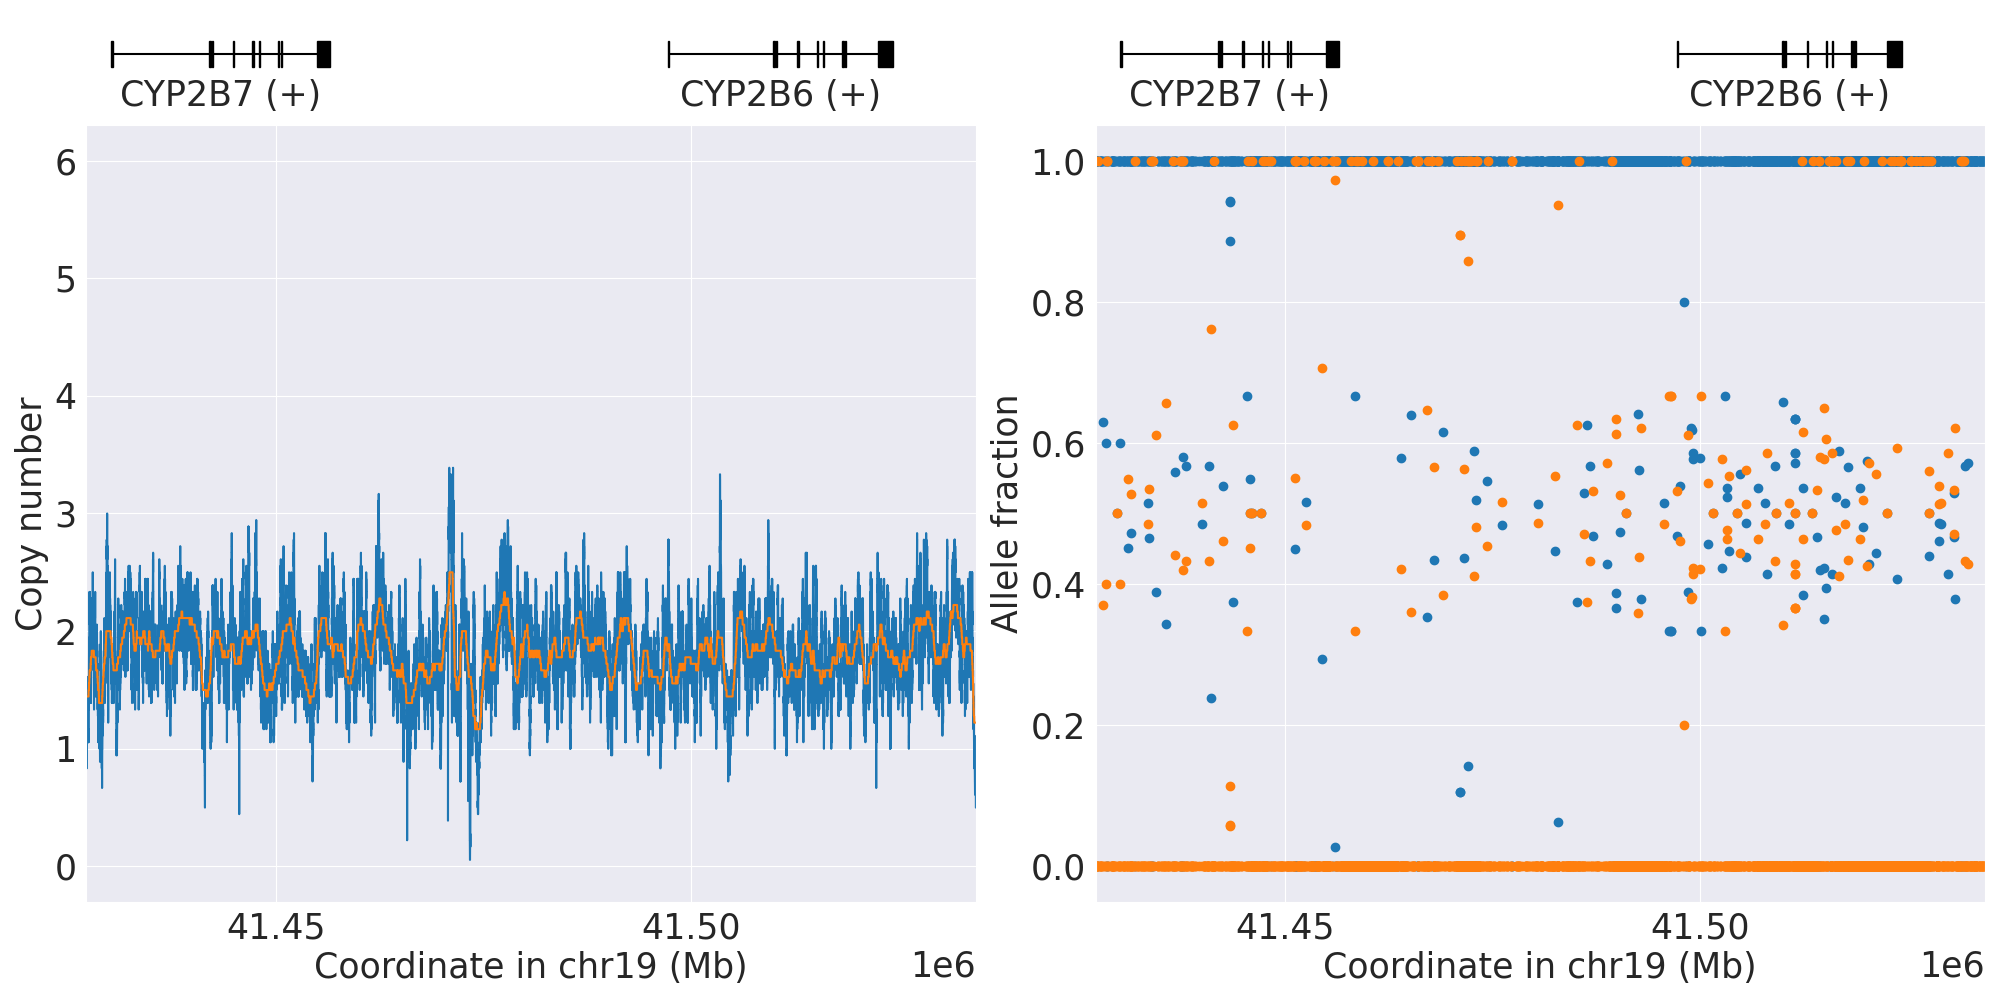 CYP2B7 (+)
CYP2B6 (+)
6
5
4
3
2
1
0
Copy number
41.45
41.50
Coordinate in chr19 (Mb)
1e6
CYP2B7 (+)
CYP2B6 (+)
1.0
0.8
0.6
0.4
0.2
0.0
Allele fraction
41.45
41.50
Coordinate in chr19 (Mb)
1e6